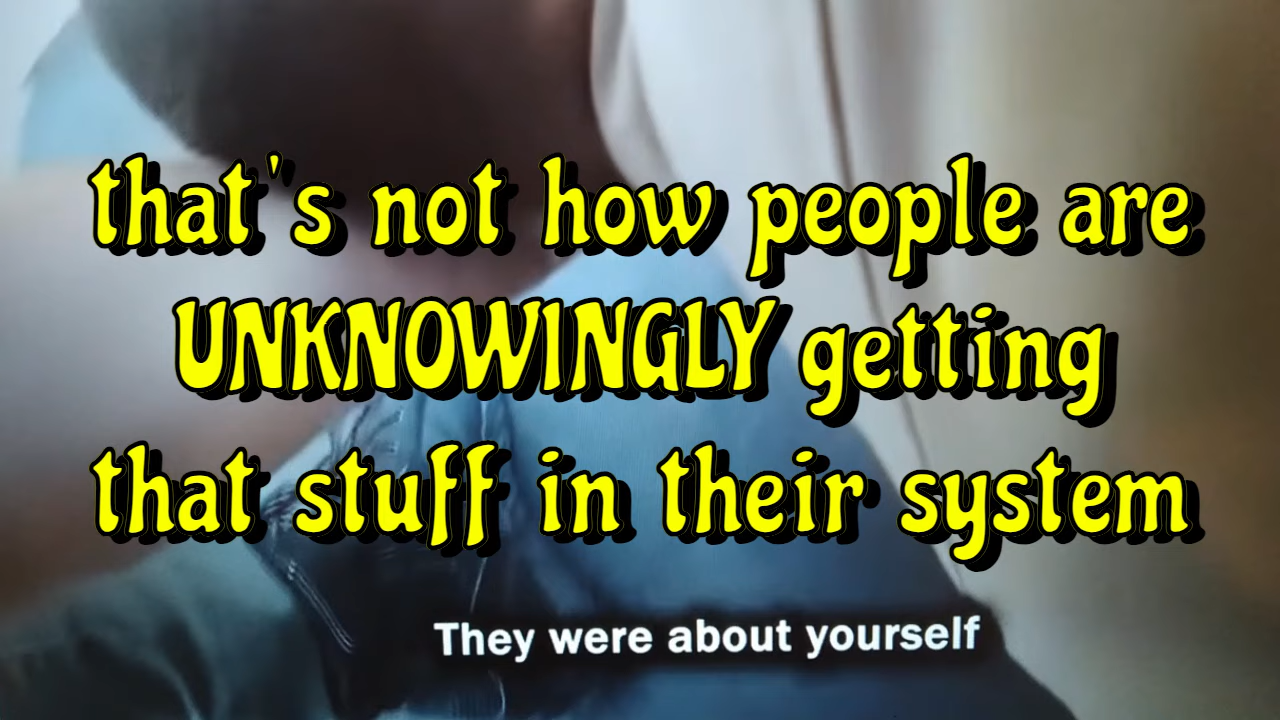 that's not how people are
UNKNOWINGLY getting
that stuff in their system
They were about yourself